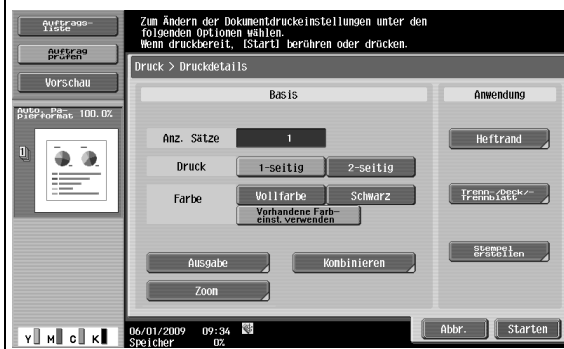 Auftrags-
liste
Auftrag
prüfen
Vorschau
Auto. Pa-
pierformat 100.0%
Zum Ändern der Dokumentdruckeinstellungen unter den
folgenden Optionen wählen.
Wenn druckbereit, [Start] berühren oder drücken.
Druck > Druckdetails
Basis
Anz. Sätze 1
Druck 1-seitig 2-seitig
Farbe Vollfarbe Schwarz
Vorhandene Farb-
einst. verwenden
Ausgabe Kombinieren
Zoom
Anwendung
Heftrand
Trenn-/Deck-/-
Trennblatt
Stempel
erstellen
Y M C K
06/01/2009 09:34
Speicher 0%
Abbr. Starten